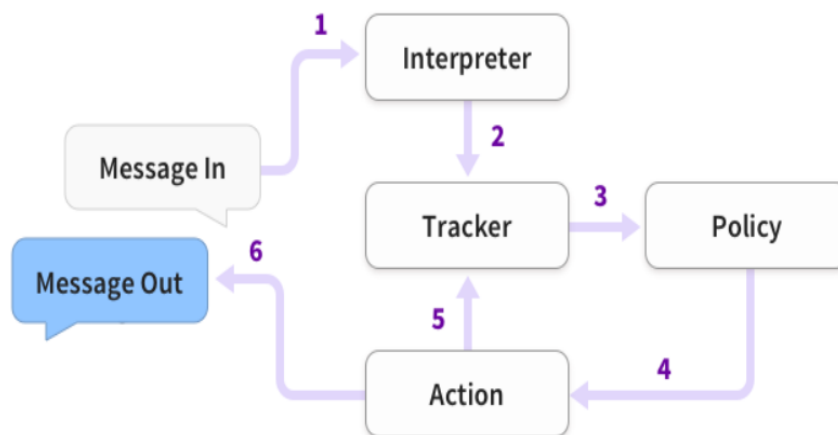 1
Interpreter
2
Message In
Tracker
3
Policy
6
Message Out
5
4
Action